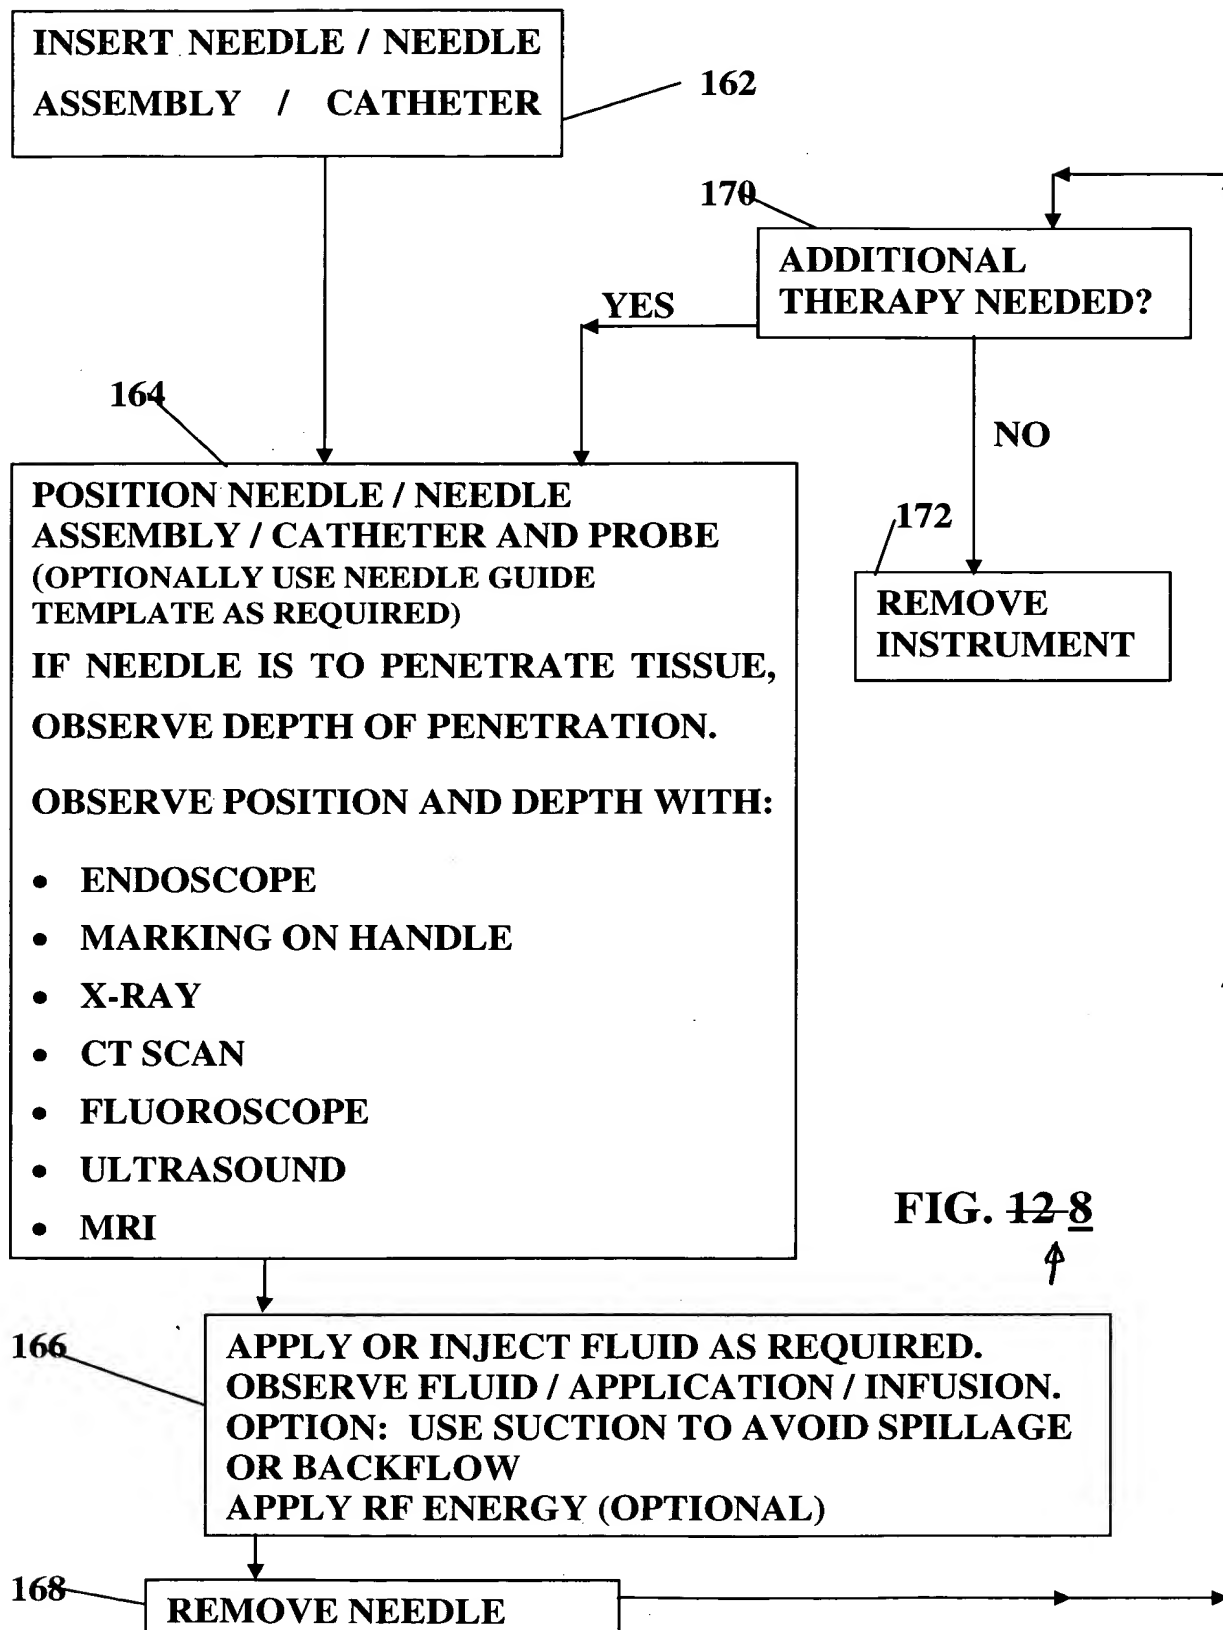 INSERT NEEDLE / NEEDLE
ASSEMBLY / CATHETER
162
170
ADDITIONAL
THERAPY NEEDED?
YES
NO
164
172
REMOVE
INSTRUMENT
POSITION NEEDLE / NEEDLE
ASSEMBLY / CATHETER AND PROBE
(OPTIONALLY USE NEEDLE GUIDE
TEMPLATE AS REQUIRED)
IF NEEDLE IS TO PENETRATE TISSUE,
OBSERVE DEPTH OF PENETRATION.
OBSERVE POSITION AND DEPTH WITH:
• ENDOSCOPE
• MARKING ON HANDLE
• X-RAY
• CT SCAN
• FLUOROSCOPE
• ULTRASOUND
• MRI
FIG. 12 8
166
APPLY OR INJECT FLUID AS REQUIRED.
OBSERVE FLUID / APPLICATION / INFUSION.
OPTION: USE SUCTION TO AVOID SPILLAGE
OR BACKFLOW
APPLY RF ENERGY (OPTIONAL)
168
REMOVE NEEDLE